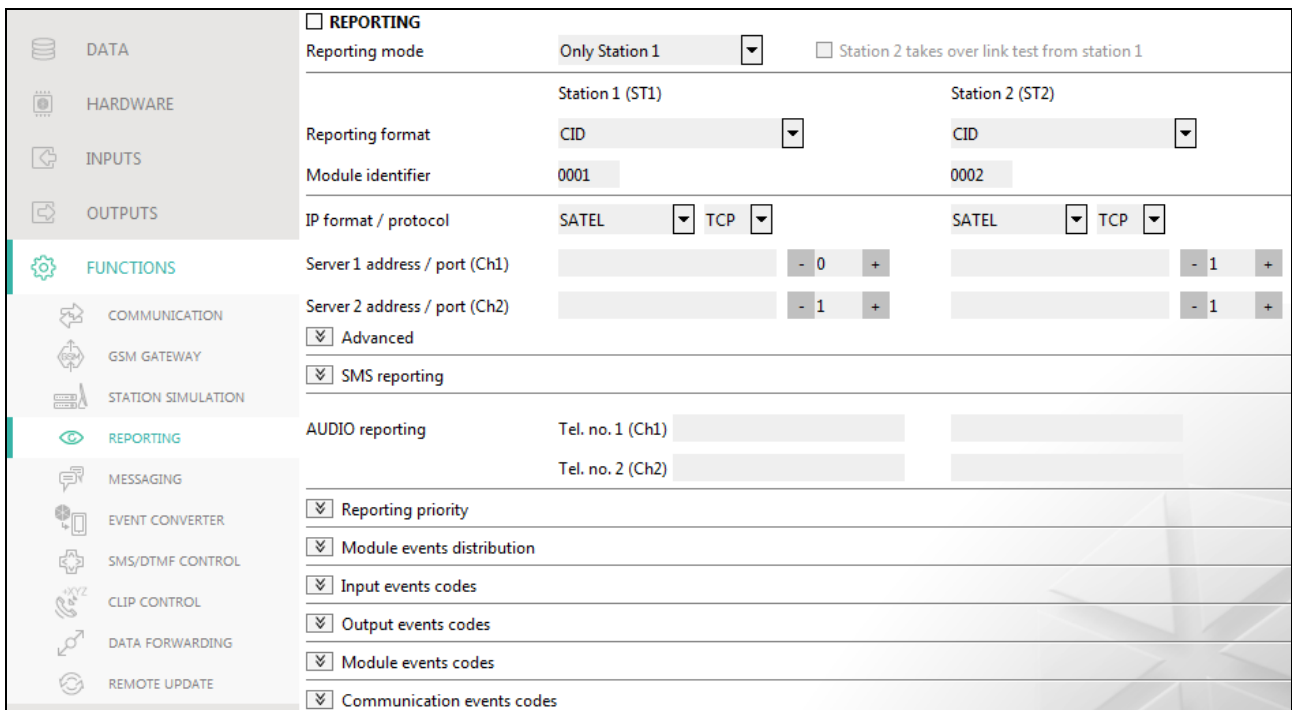 DATA
HARDWARE
INPUTS
OUTPUTS
FUNCTIONS
COMMUNICATION
GSM GATEWAY
STATION SIMULATION
REPORTING
MESSAGING
EVENT CONVERTER
SMS/DTMF CONTROL
CLIP CONTROL
DATA FORWARDING
REMOTE UPDATE
REPORTING
Reporting mode Only Station 1 Station 2 takes over link test from station 1
Station 1 (ST1) Station 2 (ST2)
Reporting format CID CID
Module identifier 0001 0002
IP format / protocol SATEL TCP SATEL TCP
Server 1 address / port (Ch1) - 0 + - 1 +
Server 2 address / port (Ch2) - 1 + - 1 +
Advanced
SMS reporting
AUDIO reporting Tel. no. 1 (Ch1)
Tel. no. 2 (Ch2)
Reporting priority
Module events distribution
Input events codes
Output events codes
Module events codes
Communication events codes